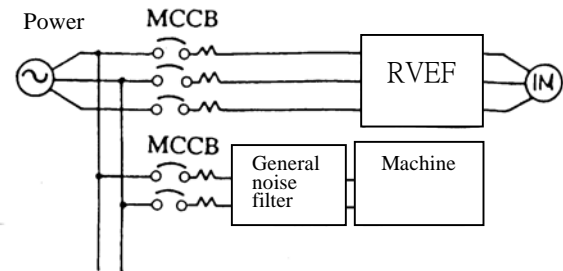 Power
MCCB
RVEF
IM
MCCB
General
noise
filter
Machine